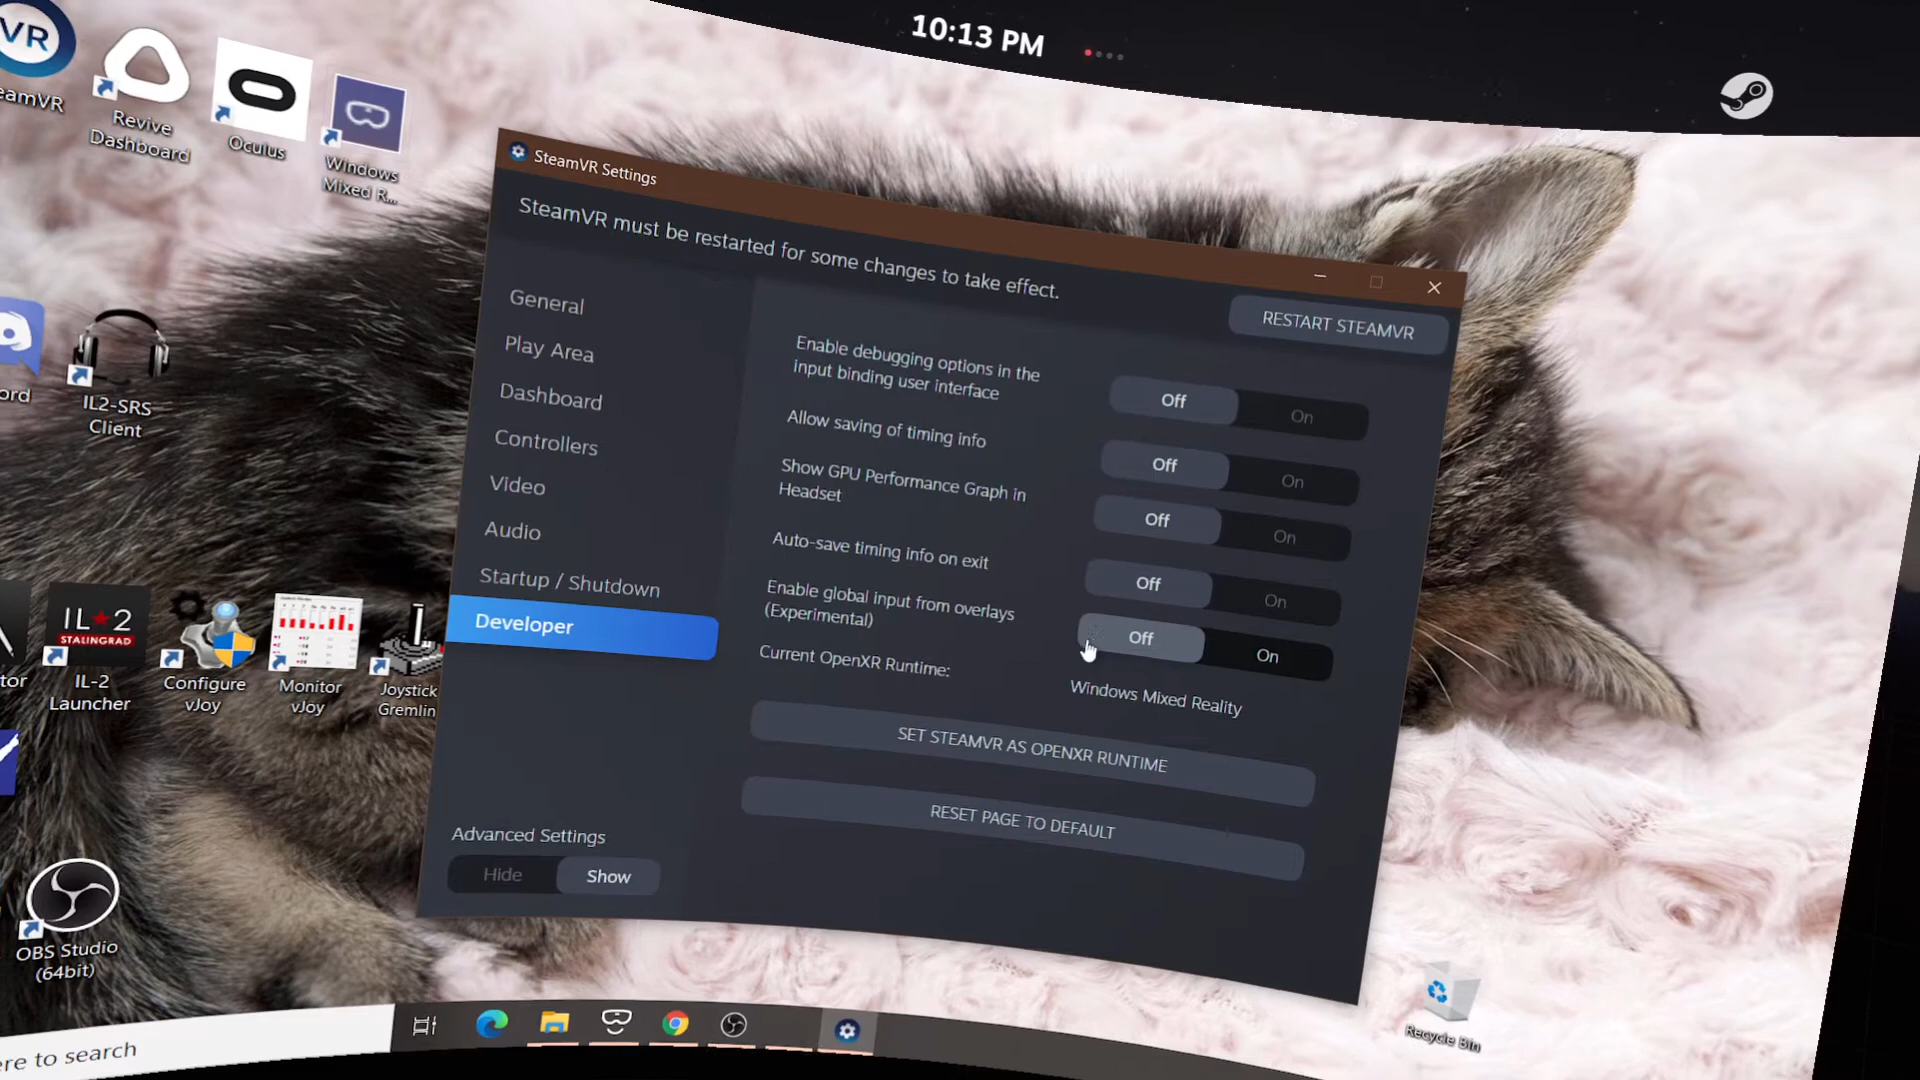 10:13 PM
VR
eamVR
Revive
Dashboard
Oculus
Windows
Mixed R...
SteamVR Settings
SteamVR must be restarted for some changes to take effect.
RESTART STEAMVR
General
Play Area
Dashboard
Controllers
Video
Audio
Startup / Shutdown
Developer
Enable debugging options in the
input binding user interface
Off On
Allow saving of timing info
Off On
Show GPU Performance Graph in
Headset
Off On
Auto-save timing info on exit
Off On
Enable global input from overlays
(Experimental)
Off On
Current OpenXR Runtime:
Windows Mixed Reality
SET STEAMVR AS OPENXR RUNTIME
RESET PAGE TO DEFAULT
Advanced Settings
Hide Show
ord
IL2-SRS
Client
tor
IL★2
STALINGRAD
IL-2
Launcher
Configure
vJoy
Monitor
vJoy
Joystick
Gremlin
OBS Studio
(64bit)
Recycle Bin
ere to search